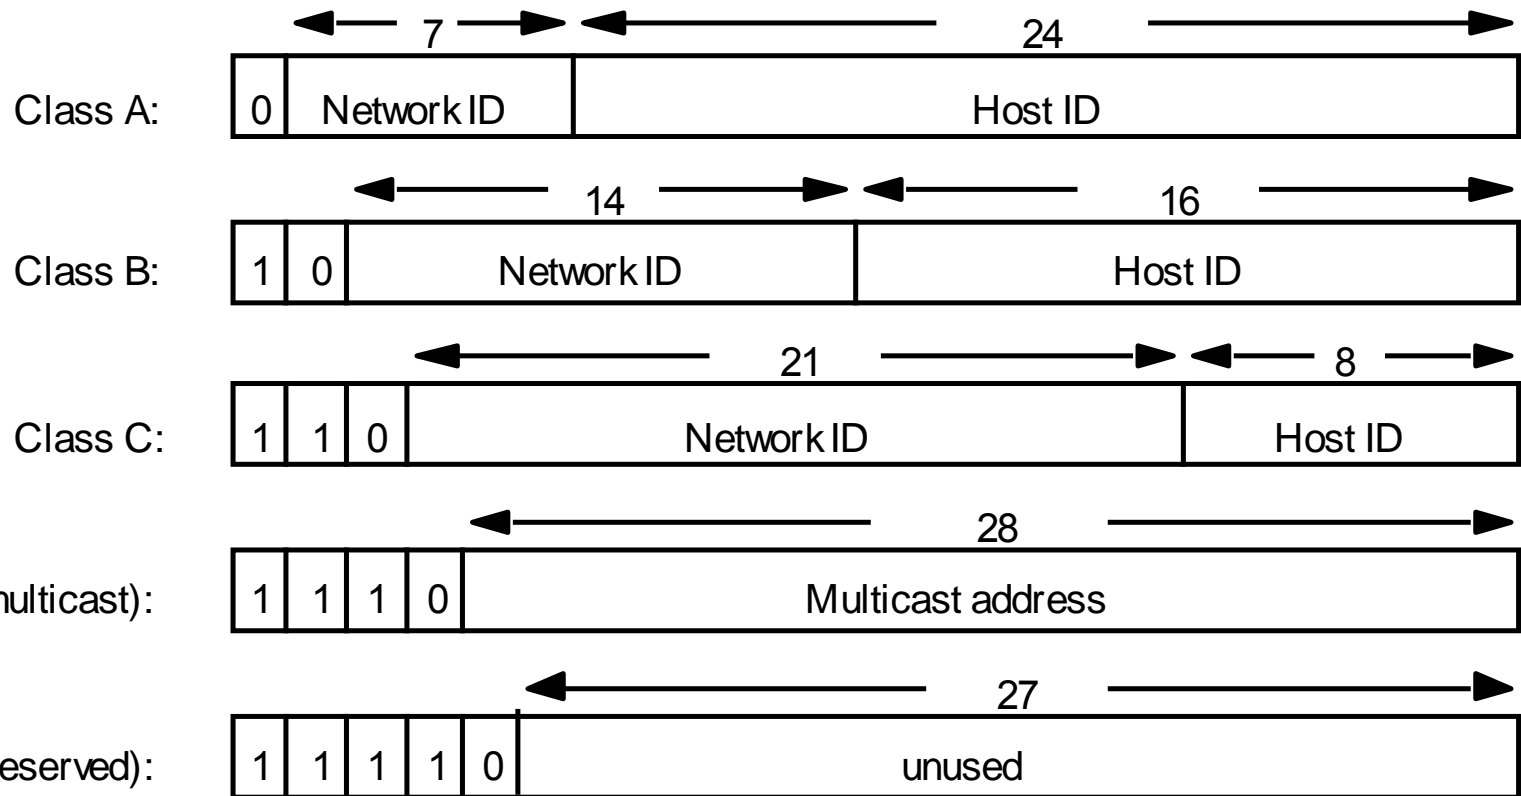 7 24
Class A: 0 Network ID Host ID
14 16
Class B: 1 0 Network ID Host ID
21 8
Class C: 1 1 0 Network ID Host ID
28
multicast): 1 1 1 0 Multicast address
27
eserved): 1 1 1 1 0 unused